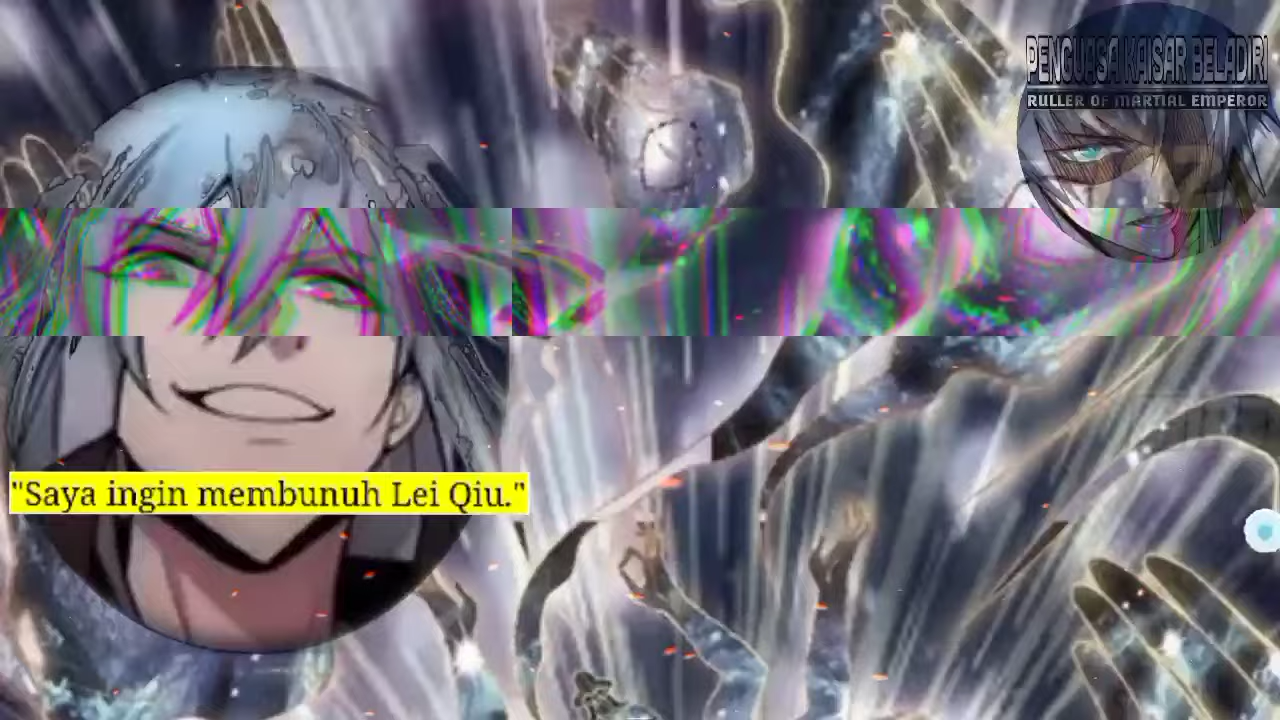 PENGUASA KAISAR BELADIRI
RULLER OF MARTIAL EMPEROR
"Saya ingin membunuh Lei Qiu."